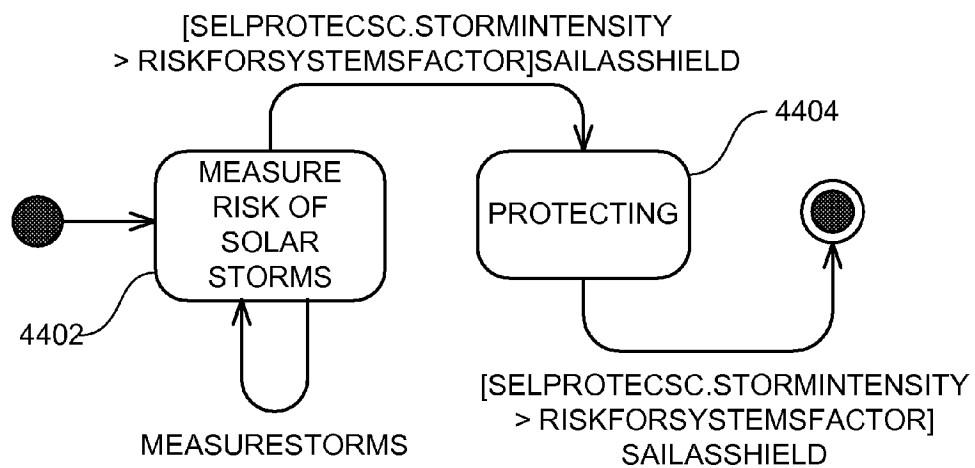 [SELPROTECSC.STORMINTENSITY
> RISKFORSYSTEMSFACTOR]SAILASSHIELD
4404
MEASURE
RISK OF
SOLAR
STORMS
PROTECTING
4402
MEASURESTORMS
[SELPROTECSC.STORMINTENSITY
> RISKFORSYSTEMSFACTOR]
SAILASSHIELD